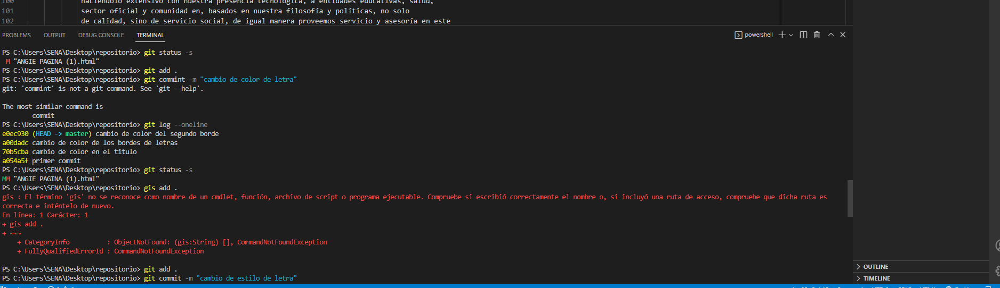 100 haciéndolo extensivo con nuestra presencia tecnológica, a entidades educativas, salud,
101 sector oficial y comunidad en, basados en nuestra filosofía y políticas, no solo
102 de calidad, sino de servicio social, de igual manera proveemos servicio y asesoría en este
PROBLEMS OUTPUT DEBUG CONSOLE TERMINAL powershell
PS C:\Users\SENA\Desktop\repositorio> git status -s
 M "ANGIE PAGINA (1).html"
PS C:\Users\SENA\Desktop\repositorio> git add .
PS C:\Users\SENA\Desktop\repositorio> git commint -m "cambio de color de letra"
git: 'commint' is not a git command. See 'git --help'.
The most similar command is
        commit
PS C:\Users\SENA\Desktop\repositorio> git log --oneline
e0ec930 (HEAD -> master) cambio de color del segundo borde
a00dadc cambio de color de los bordes de letras
70b5cba cambio de color en el titulo
a054a5f primer commit
PS C:\Users\SENA\Desktop\repositorio> git status -s
MM "ANGIE PAGINA (1).html"
PS C:\Users\SENA\Desktop\repositorio> gis add .
gis : El término 'gis' no se reconoce como nombre de un cmdlet, función, archivo de script o programa ejecutable. Compruebe si escribió correctamente el nombre o, si incluyó una ruta de acceso, compruebe que dicha ruta es
correcta e inténtelo de nuevo.
En línea: 1 Carácter: 1
+ gis add .
+ ~~~
    + CategoryInfo          : ObjectNotFound: (gis:String) [], CommandNotFoundException
    + FullyQualifiedErrorId : CommandNotFoundException
PS C:\Users\SENA\Desktop\repositorio> git add .
PS C:\Users\SENA\Desktop\repositorio> git commit -m "cambio de estilo de letra"
OUTLINE
TIMELINE